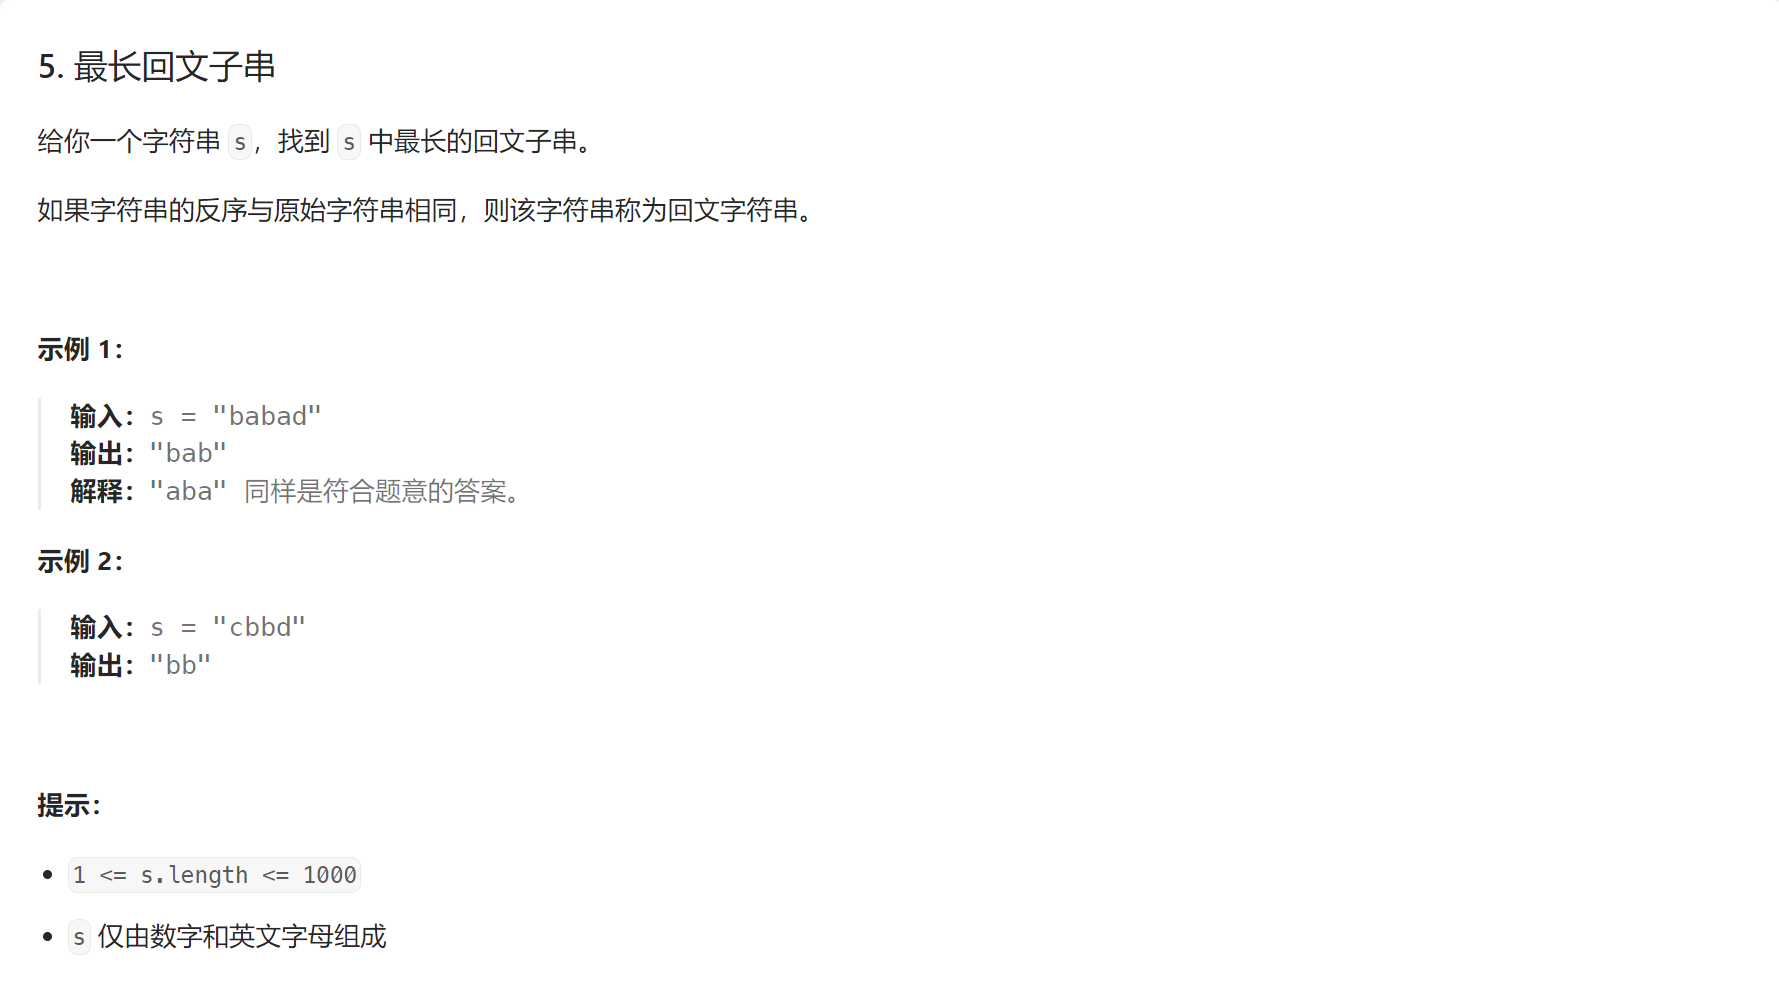 5. 最长回文子串
给你一个字符串 s，找到 s 中最长的回文子串。
如果字符串的反序与原始字符串相同，则该字符串称为回文字符串。
示例 1：
输入：s = "babad"
输出："bab"
解释："aba" 同样是符合题意的答案。
示例 2：
输入：s = "cbbd"
输出："bb"
提示：
• 1 <= s.length <= 1000
• s 仅由数字和英文字母组成